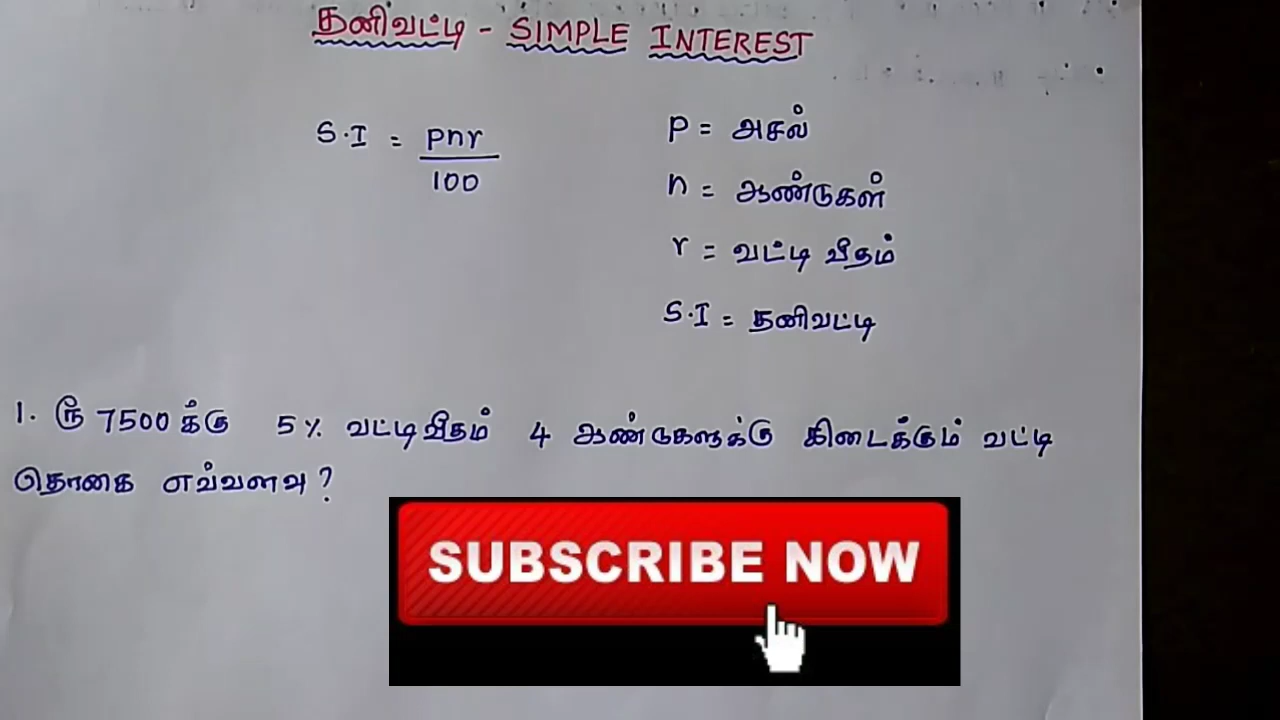 தனிவட்டி - SIMPLE INTEREST
S.I = pnr
100
P = அசல்
n = ஆண்டுகள்
r = வட்டி வீதம்
S.I = தனிவட்டி
1. ரூ 7500 க்கு 5% வட்டிவீதம் 4 ஆண்டுகளுக்கு கிடைக்கும் வட்டி
தொகை எவ்வளவு?
SUBSCRIBE NOW